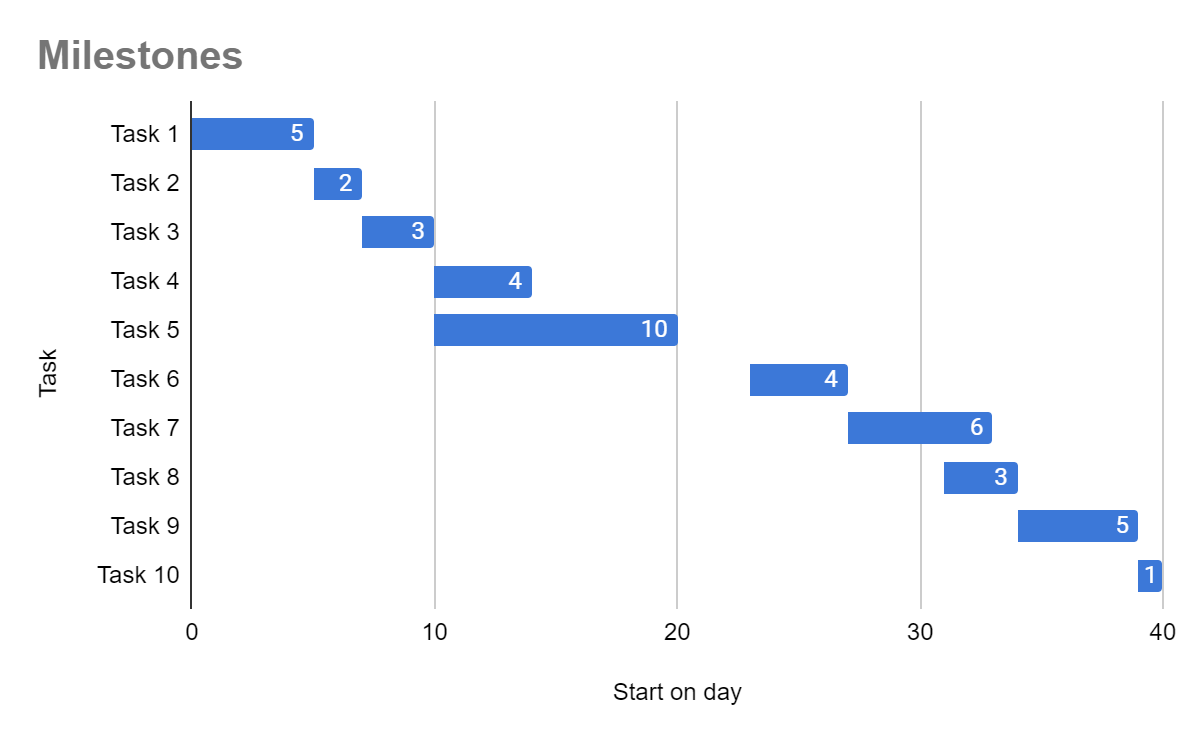 Milestones
Task 1 5
Task 2 2
Task 3 3
Task 4 4
Task 5 10
Task 6 4
Task 7 6
Task 8 3
Task 9 5
Task 10 1
Task
0 10 20 30 40
Start on day